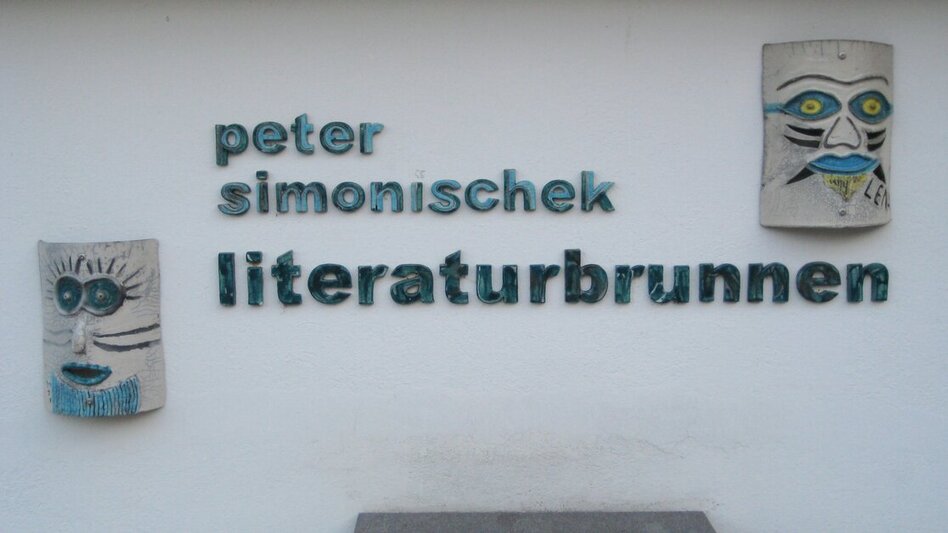 peter
simonischek
literaturbrunnen